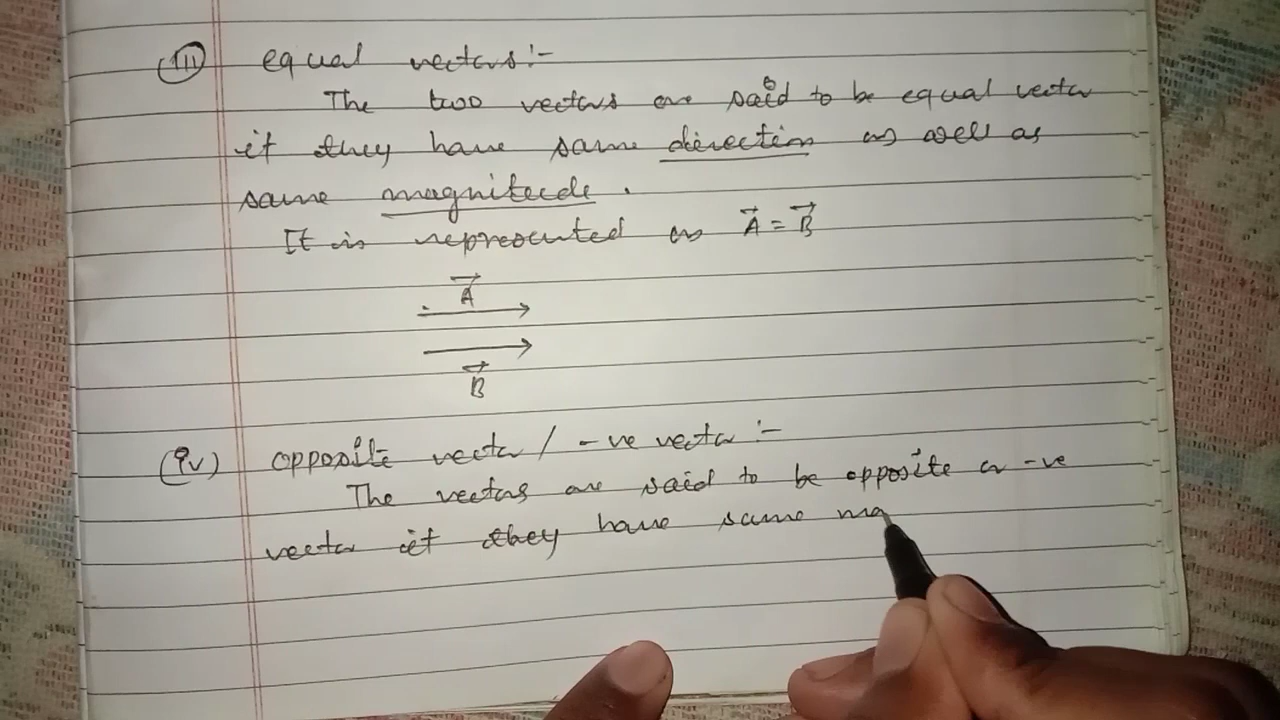 (III) equal vectors:-
The two vectors are said to be equal vector
if they have same direction as well as
same magnitude.
It is represented as A⃗ = B⃗
A⃗
B⃗
(iv) opposite vector / -ve vector :-
The vectors are said to be opposite or -ve
vector if they have same ma